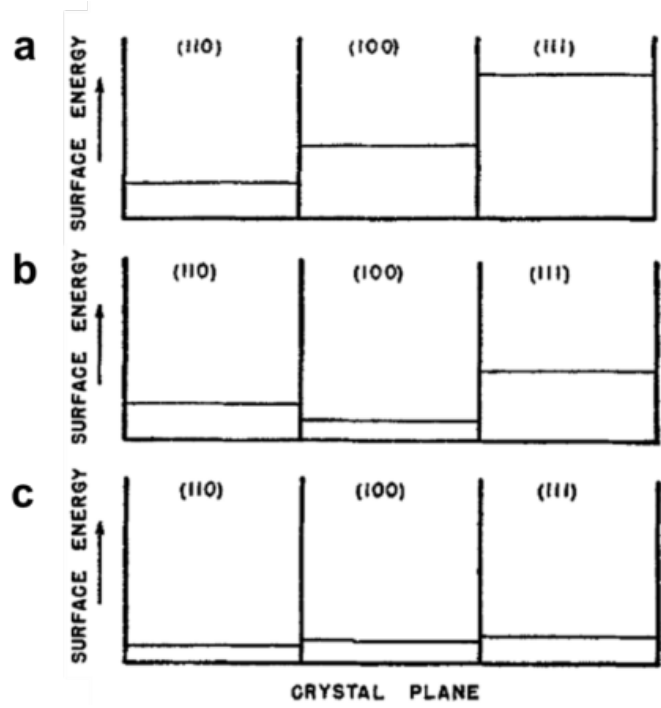 a
SURFACE ENERGY
(110)
(100)
(111)
b
SURFACE ENERGY
(110)
(100)
(111)
c
SURFACE ENERGY
(110)
(100)
(111)
CRYSTAL PLANE